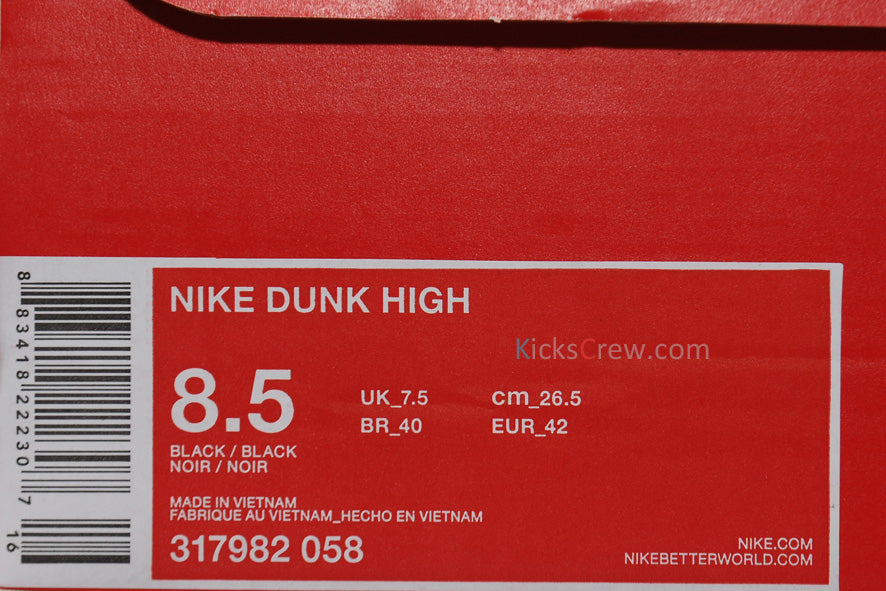 NIKE DUNK HIGH
KicksCrew.com
8.5
UK_7.5 cm_26.5
BR_40 EUR_42
BLACK / BLACK
NOIR / NOIR
MADE IN VIETNAM
FABRIQUE AU VIETNAM_HECHO EN VIETNAM
317982 058
NIKE.COM
NIKEBETTERWORLD.COM
8 83418 22230 7 16